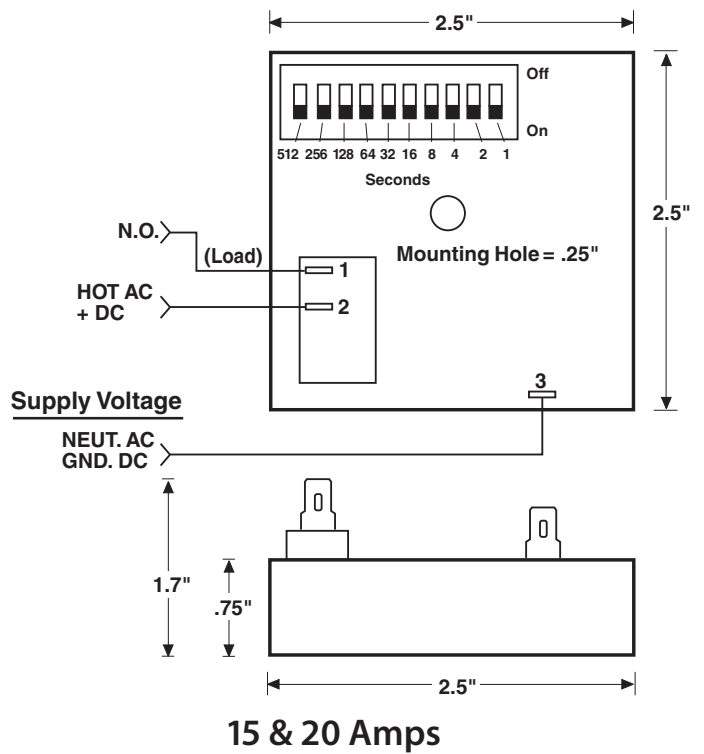 2.5"
Off
On
512 256 128 64 32 16 8 4 2 1
Seconds
2.5"
N.O.
(Load)
1
Mounting Hole = .25"
HOT AC
+ DC
2
3
Supply Voltage
NEUT. AC
GND. DC
1.7"
.75"
2.5"
15 & 20 Amps